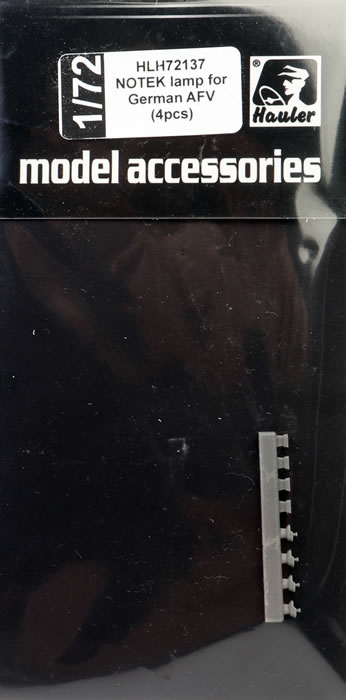 1/72
HLH72137
NOTEK lamp for
German AFV
(4pcs)
®
Hauler
model accessories